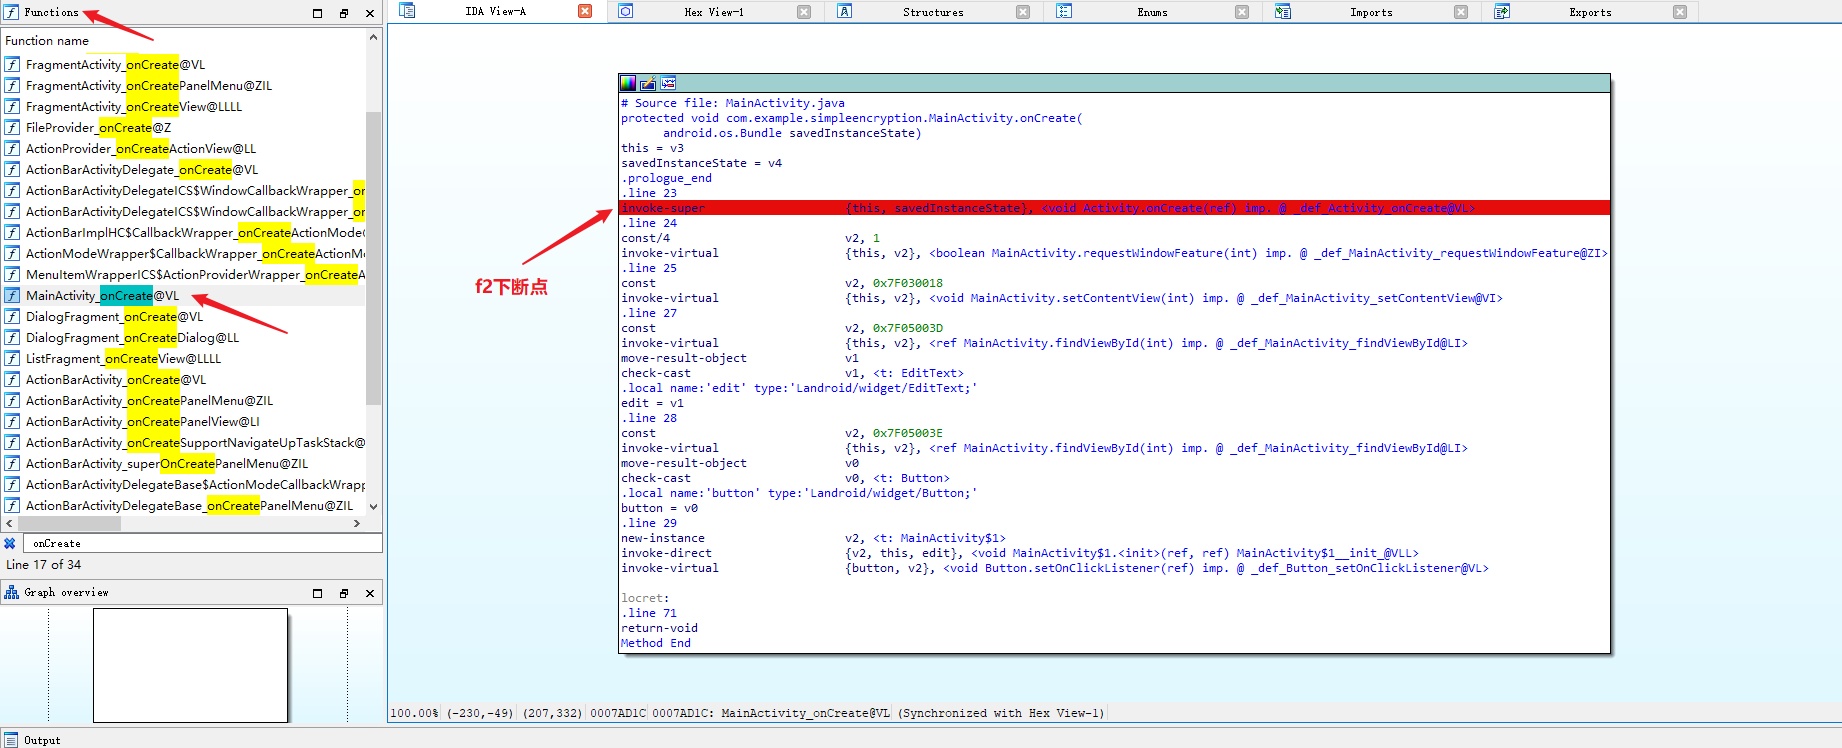 Functions
Function name
FragmentActivity_onCreate@VL
FragmentActivity_onCreatePanelMenu@ZIL
FragmentActivity_onCreateView@LLLL
FileProvider_onCreate@Z
ActionProvider_onCreateActionView@LL
ActionBarActivityDelegate_onCreate@VL
ActionBarActivityDelegateICS$WindowCallbackWrapper_on
ActionBarActivityDelegateICS$WindowCallbackWrapper_on
ActionBarImplHC$CallbackWrapper_onCreateActionMode@
ActionModeWrapper$CallbackWrapper_onCreateActionMo
MenuItemWrapperICS$ActionProviderWrapper_onCreateA
MainActivity_onCreate@VL
DialogFragment_onCreate@VL
DialogFragment_onCreateDialog@LL
ListFragment_onCreateView@LLLL
ActionBarActivity_onCreate@VL
ActionBarActivity_onCreatePanelMenu@ZIL
ActionBarActivity_onCreatePanelView@LI
ActionBarActivity_onCreateSupportNavigateUpTaskStack@
ActionBarActivity_superOnCreatePanelMenu@ZIL
ActionBarActivityDelegateBase$ActionModeCallbackWrapp
ActionBarActivityDelegateBase_onCreatePanelMenu@ZIL
onCreate
Line 17 of 34
Graph overview
IDA View-A
Hex View-1
Structures
Enums
Imports
Exports
# Source file: MainActivity.java
protected void com.example.simpleencryption.MainActivity.onCreate(
android.os.Bundle savedInstanceState)
this = v3
savedInstanceState = v4
.prologue_end
.line 23
invoke-super {this, savedInstanceState}, <void Activity.onCreate(ref) imp. @ _def_Activity_onCreate@VL>
.line 24
const/4 v2, 1
invoke-virtual {this, v2}, <boolean MainActivity.requestWindowFeature(int) imp. @ _def_MainActivity_requestWindowFeature@ZI>
.line 25
const v2, 0x7F030018
invoke-virtual {this, v2}, <void MainActivity.setContentView(int) imp. @ _def_MainActivity_setContentView@VI>
.line 27
const v2, 0x7F05003D
invoke-virtual {this, v2}, <ref MainActivity.findViewById(int) imp. @ _def_MainActivity_findViewById@LI>
move-result-object v1
check-cast v1, <t: EditText>
.local name:'edit' type:'Landroid/widget/EditText;'
edit = v1
.line 28
const v2, 0x7F05003E
invoke-virtual {this, v2}, <ref MainActivity.findViewById(int) imp. @ _def_MainActivity_findViewById@LI>
move-result-object v0
check-cast v0, <t: Button>
.local name:'button' type:'Landroid/widget/Button;'
button = v0
.line 29
new-instance v2, <t: MainActivity$1>
invoke-direct {v2, this, edit}, <void MainActivity$1.<init>(ref, ref) MainActivity$1__init_@VLL>
invoke-virtual {button, v2}, <void Button.setOnClickListener(ref) imp. @ _def_Button_setOnClickListener@VL>
locret:
.line 71
return-void
Method End
f2下断点
100.00% (-230,-49) (207,332) 0007AD1C 0007AD1C: MainActivity_onCreate@VL (Synchronized with Hex View-1)
Output